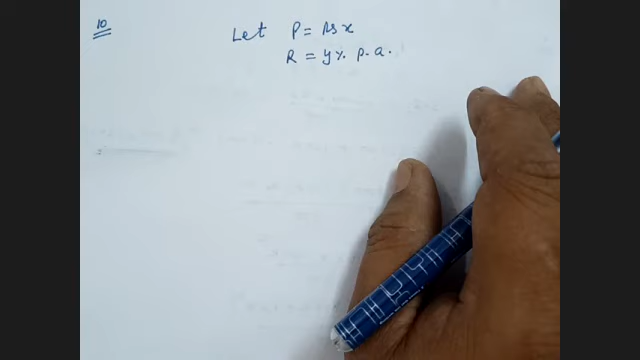 10
Let P = Rs x
R = y% p.a.